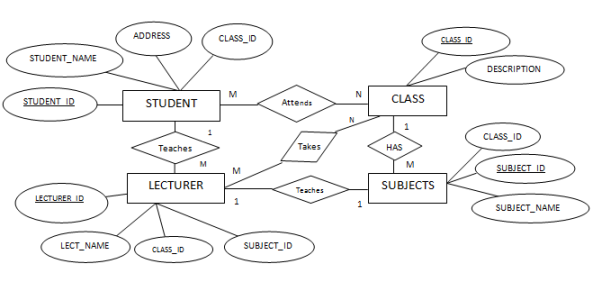 ADDRESS
CLASS_ID
STUDENT_NAME
CLASS_ID
DESCRIPTION
STUDENT_ID
STUDENT
M
Attends
N
CLASS
1
Teaches
M
N
Takes
1
HAS
M
CLASS_ID
SUBJECT_ID
SUBJECT_NAME
LECTURER
M
1
Teaches
1
SUBJECTS
LECTURER_ID
LECT_NAME
CLASS_ID
SUBJECT_ID